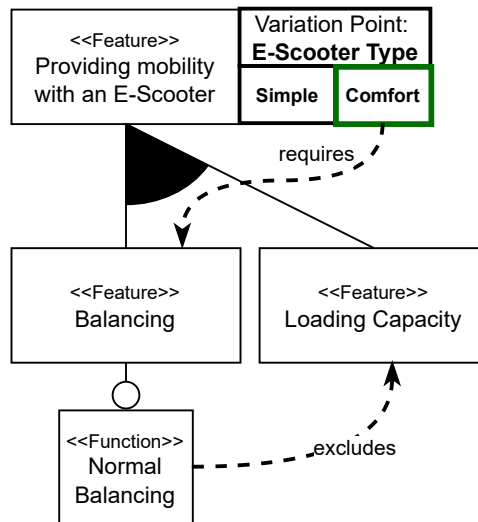 <<Feature>>
Providing mobility
with an E-Scooter
Variation Point:
E-Scooter Type
Simple
Comfort
requires
<<Feature>>
Balancing
<<Feature>>
Loading Capacity
<<Function>>
Normal
Balancing
excludes